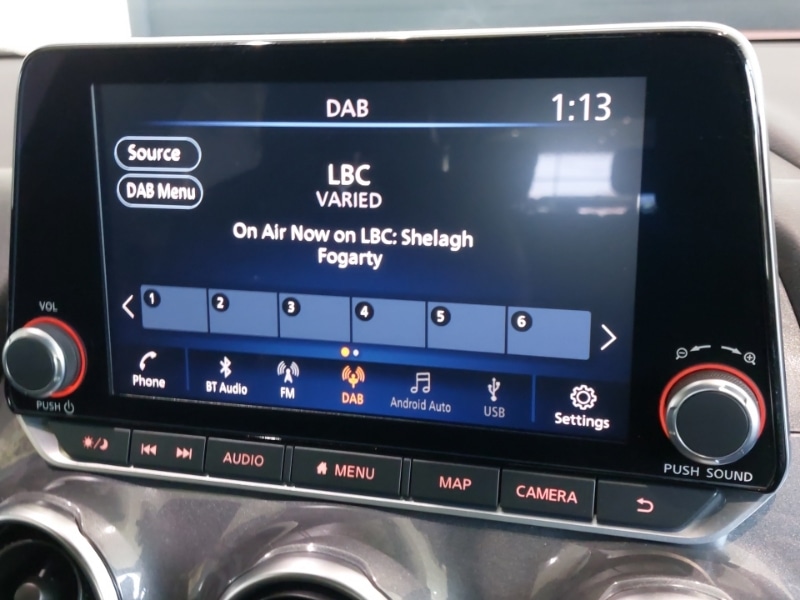 DAB
1:13
Source
DAB Menu
LBC
VARIED
On Air Now on LBC: Shelagh
Fogarty
1 2 3 4 5 6
Phone
BT Audio
FM
DAB
Android Auto
USB
Settings
VOL
PUSH
PUSH SOUND
AUDIO
MENU
MAP
CAMERA